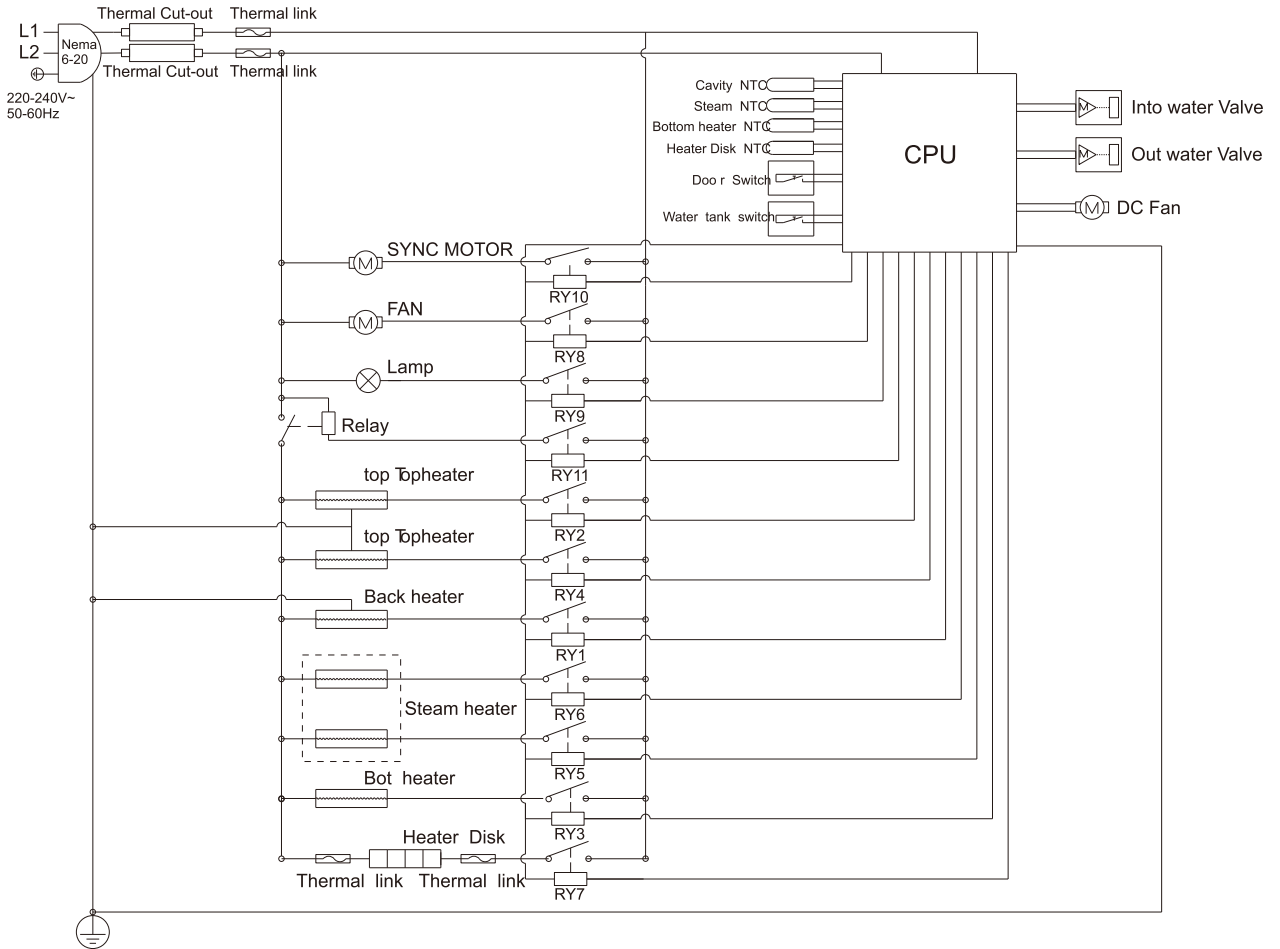 Thermal Cut-out
Thermal link
L1
L2
Nema
6-20
Thermal Cut-out
Thermal link
220-240V~
50-60Hz
Cavity NTC
Steam NTC
Bottom heater NTC
Heater Disk NTC
Doo r Switch
Water tank switch
CPU
M
Into water Valve
M
Out water Valve
M
DC Fan
SYNC MOTOR
M
RY10
FAN
M
RY8
Lamp
RY9
Relay
RY11
top Topheater
RY2
top Topheater
RY4
Back heater
RY1
RY6
Steam heater
RY5
Bot heater
RY3
Heater Disk
Thermal link
Thermal link
RY7